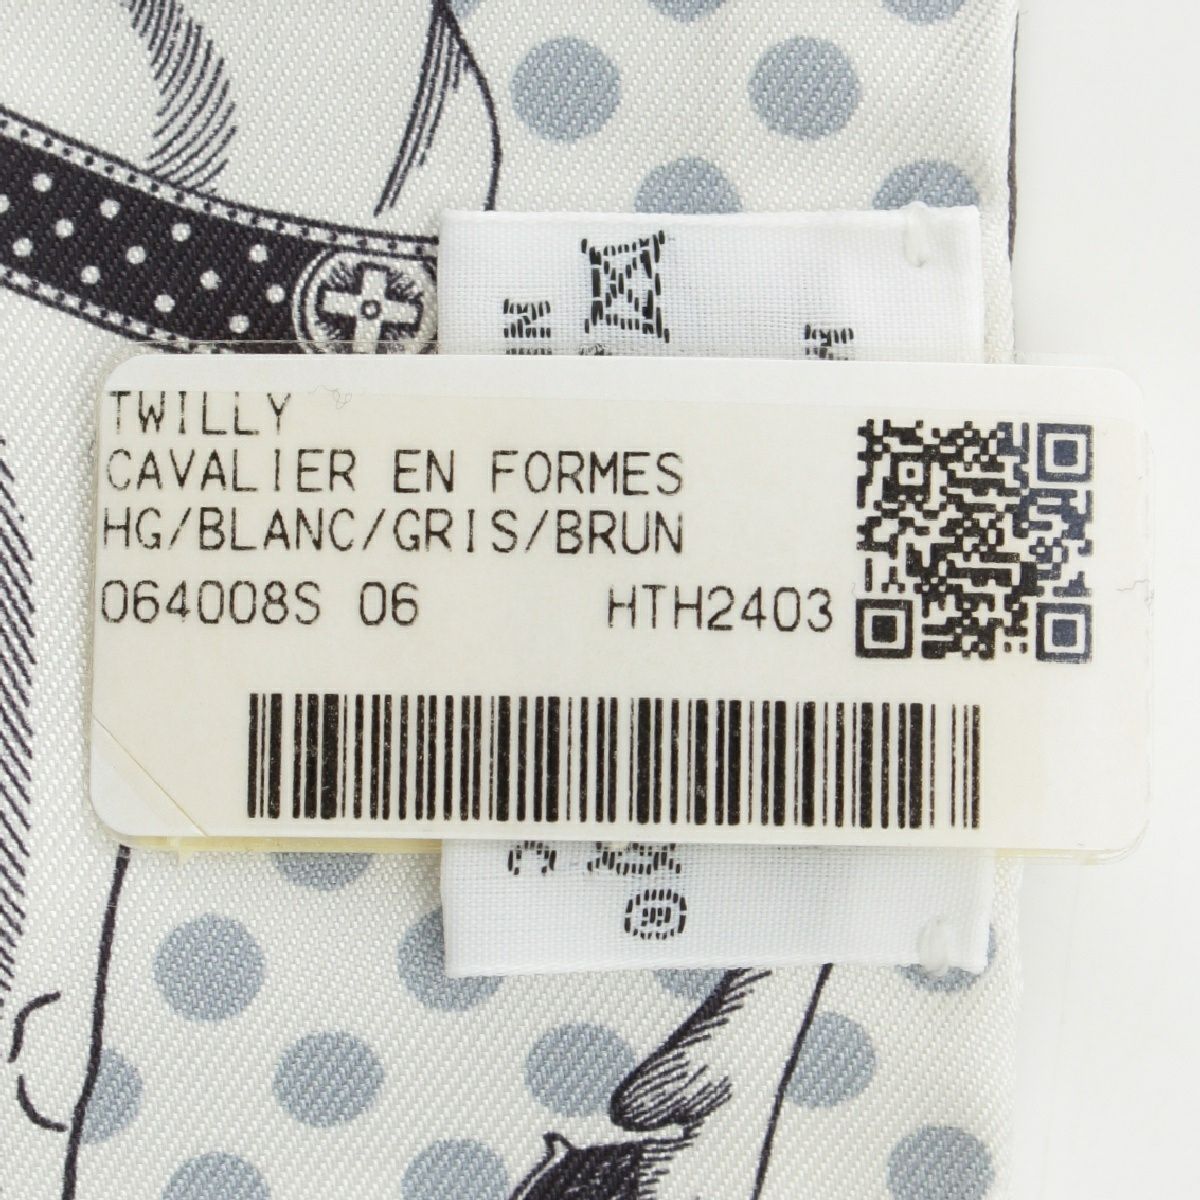 TWILLY
CAVALIER EN FORMES
HG/BLANC/GRIS/BRUN
064008S 06 HTH2403